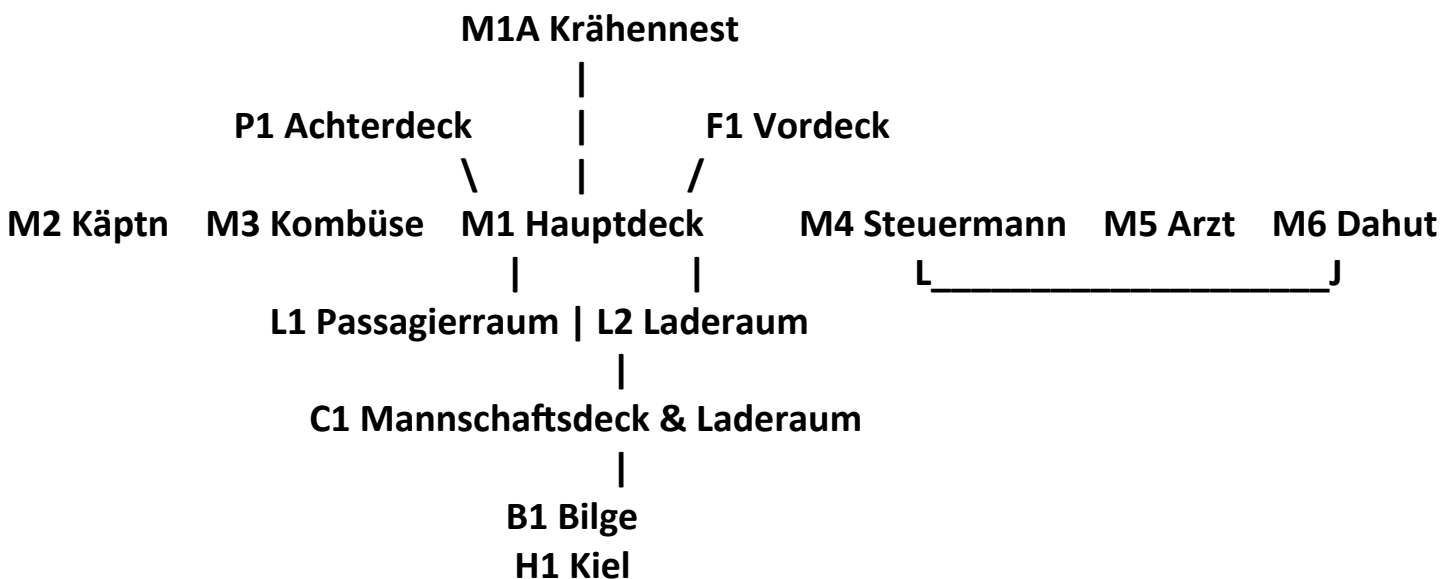 M1A Krähennest
|
P1 Achterdeck | F1 Vordeck
\ | /
M2 Käptn M3 Kombüse M1 Hauptdeck M4 Steuermann M5 Arzt M6 Dahut
| | L____________________J
L1 Passagierraum | L2 Laderaum
|
C1 Mannschaftsdeck & Laderaum
|
B1 Bilge
H1 Kiel